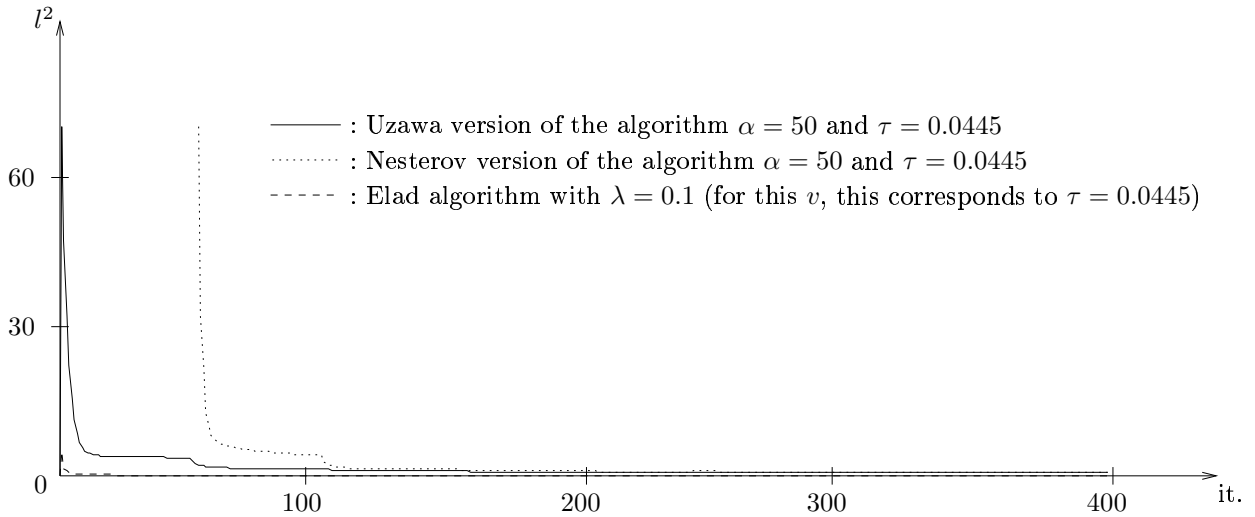 l²
: Uzawa version of the algorithm α = 50 and τ = 0.0445
: Nesterov version of the algorithm α = 50 and τ = 0.0445
: Elad algorithm with λ = 0.1 (for this v, this corresponds to τ = 0.0445)
60
30
0
100
200
300
400
it.